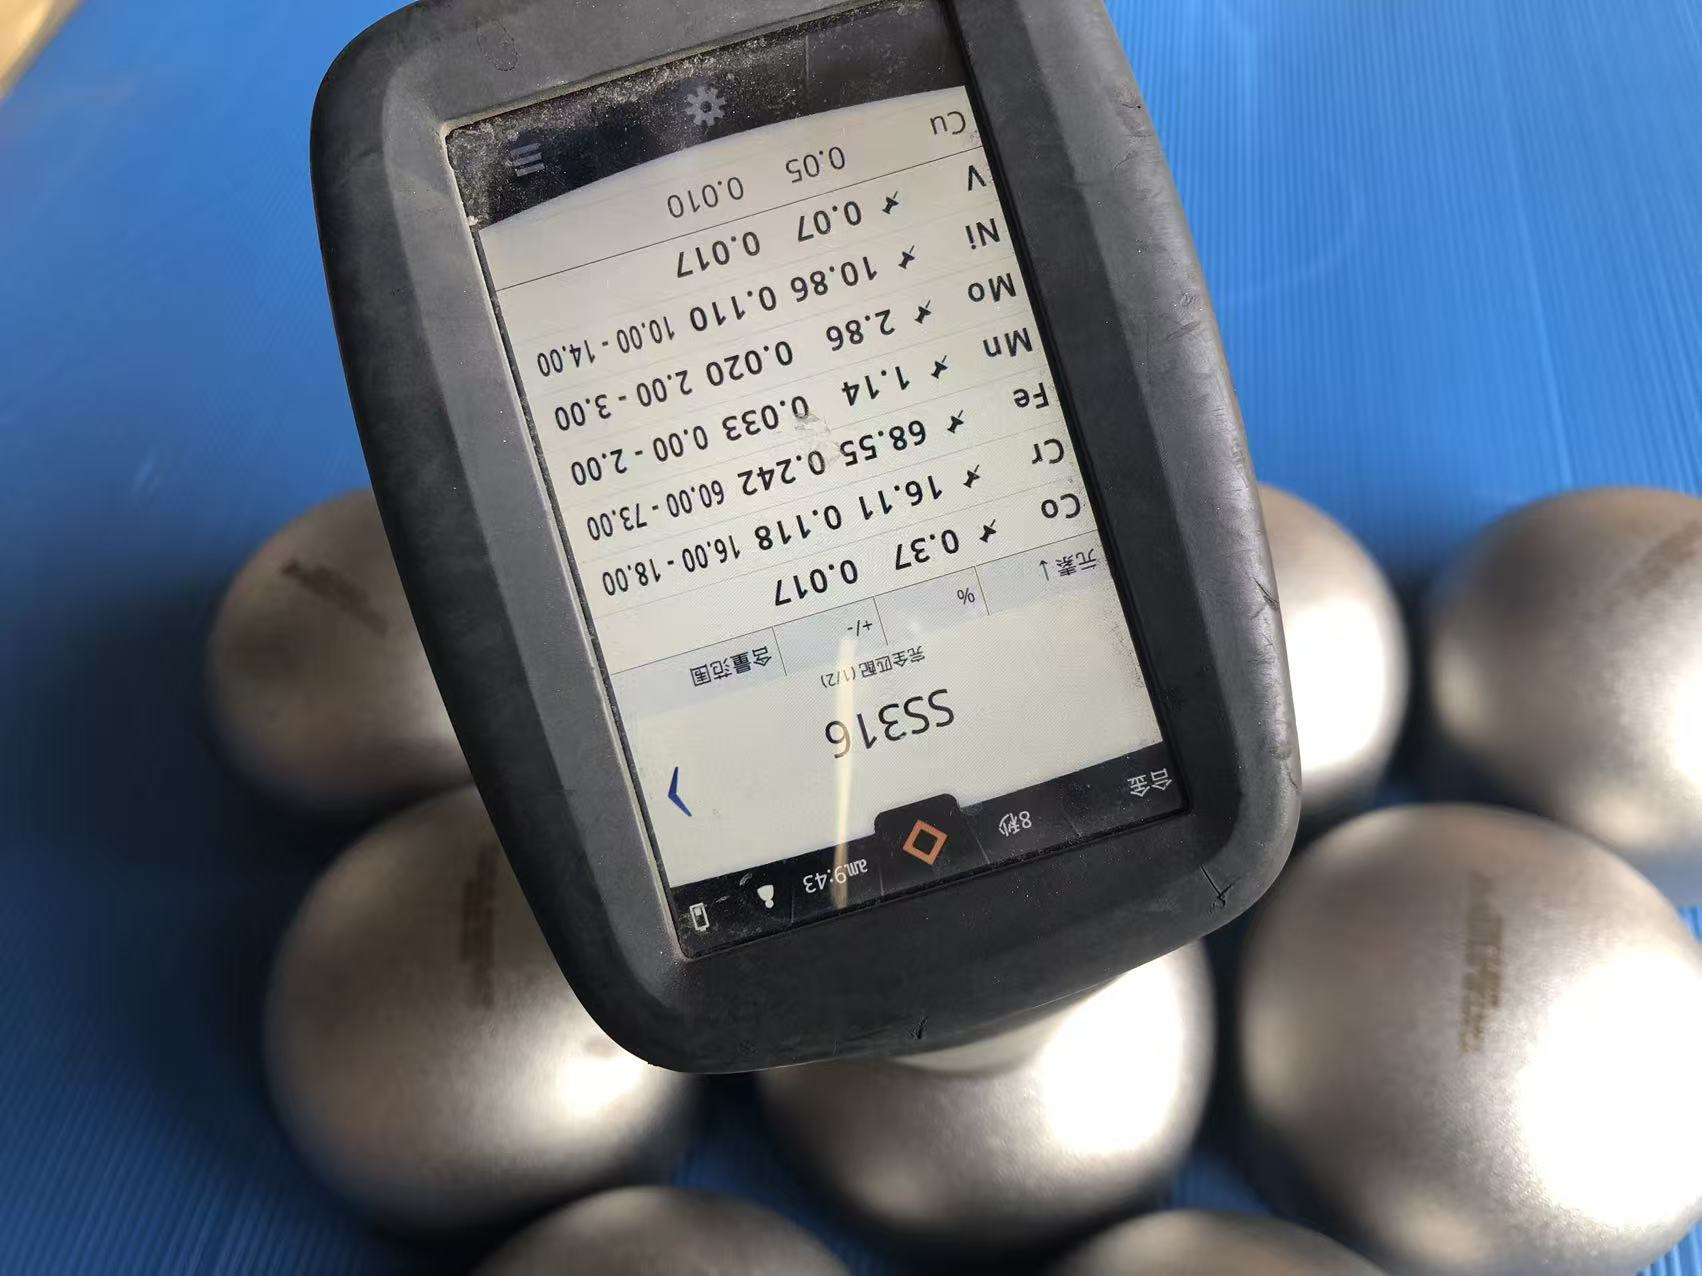 合金 8秒 am9:43
SS316
完全匹配 (1/2)
元素↓ % +/- 含量范围
Co 0.37 0.017
Cr 16.11 0.118 16.00 - 18.00
Fe 68.55 0.242 60.00 - 73.00
Mn 1.14 0.033 0.00 - 2.00
Mo 2.86 0.020 2.00 - 3.00
Ni 10.86 0.110 10.00 - 14.00
V 0.07 0.017
Cu 0.05 0.010